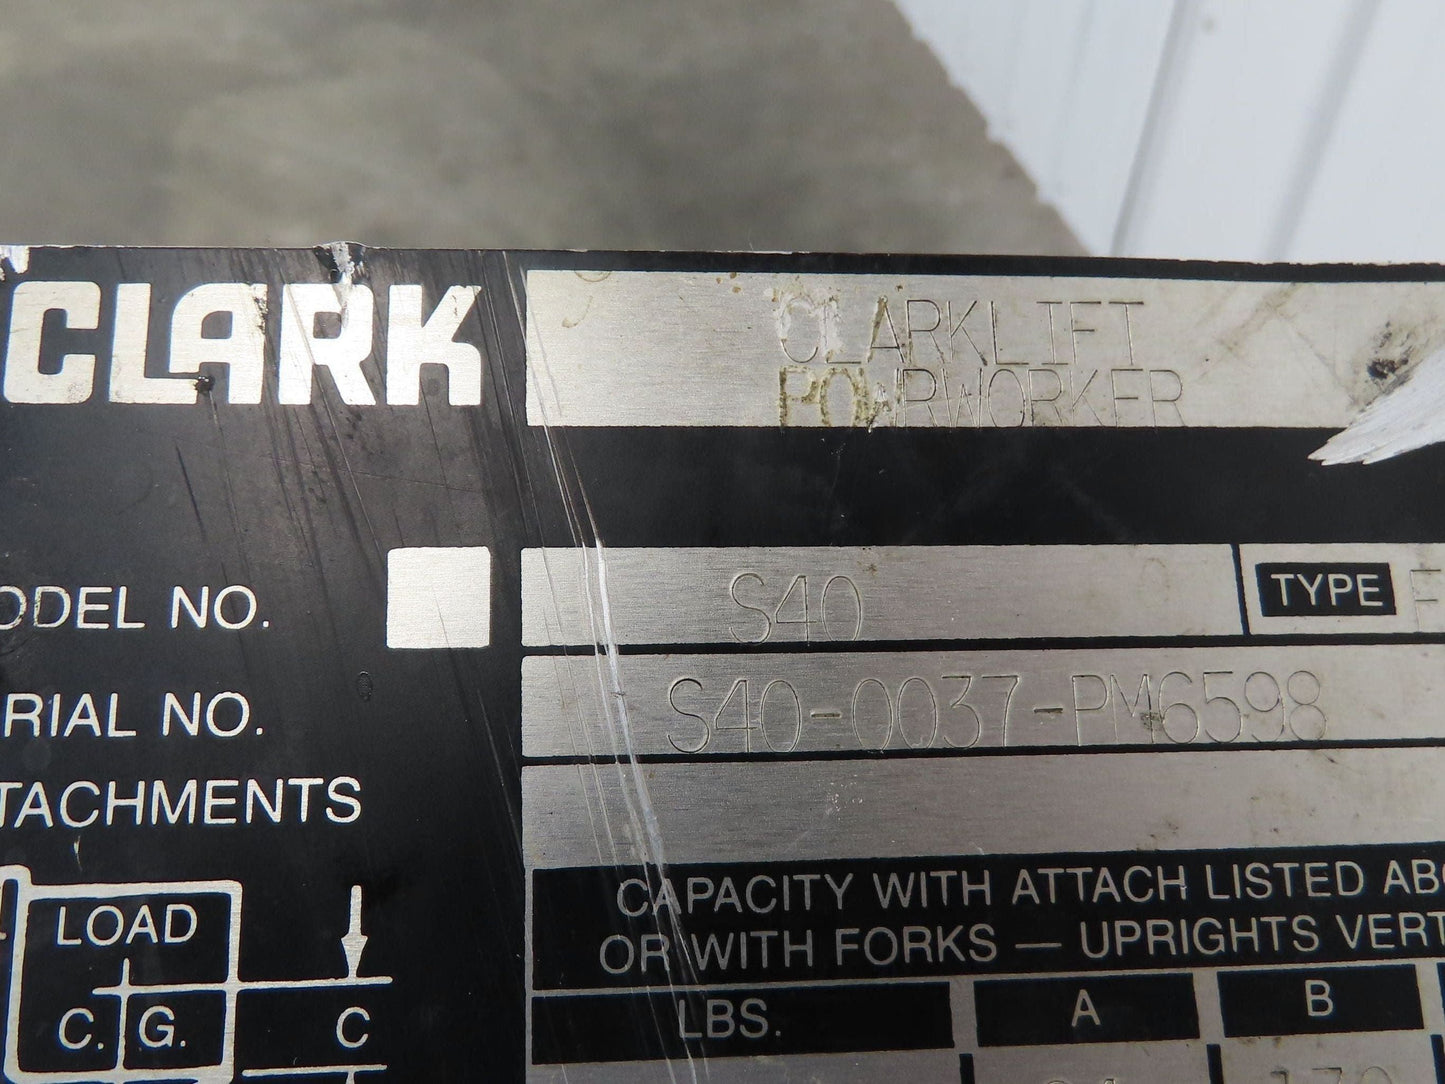 CLARK
CLARKLIFT
POWRWORKER
ODEL NO. S40 TYPE E
RIAL NO. S40-0037-PM6598
TACHMENTS
CAPACITY WITH ATTACH LISTED ABO
OR WITH FORKS — UPRIGHTS VERT
LOAD
C. G. C
LBS. A B